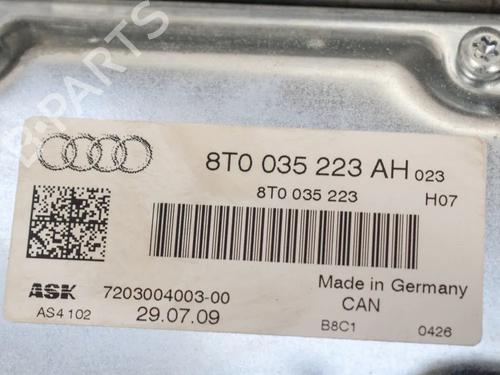 B-PARTS
8T0 035 223 AH 023
8T0 035 223 H07
ASK 7203004003-00 Made in Germany
AS4 102 29.07.09 CAN
B8C1 0426